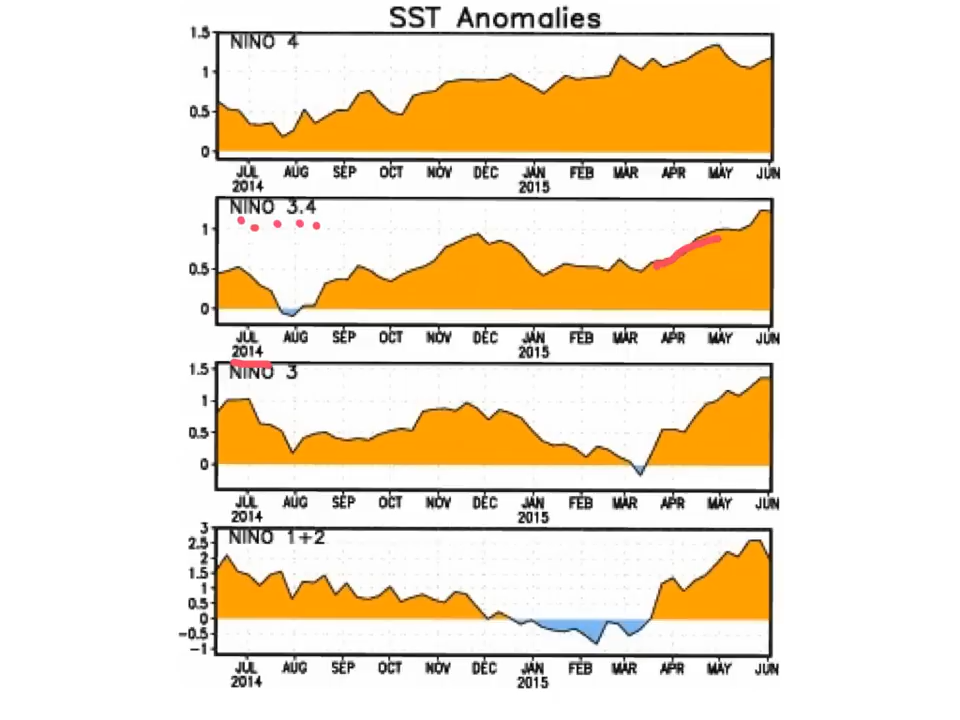 SST Anomalies
1.5
NINO 4
1
0.5
0
JUL AUG SEP OCT NOV DEC JAN FEB MAR APR MAY JUN
2014 2015
NINO 3.4
1
0.5
0
JUL AUG SEP OCT NOV DEC JAN FEB MAR APR MAY JUN
2014 2015
1.5
NINO 3
1
0.5
0
JUL AUG SEP OCT NOV DEC JAN FEB MAR APR MAY JUN
2014 2015
3
NINO 1+2
2.5
2
1.5
1
0.5
0
-0.5
-1
JUL AUG SEP OCT NOV DEC JAN FEB MAR APR MAY JUN
2014 2015